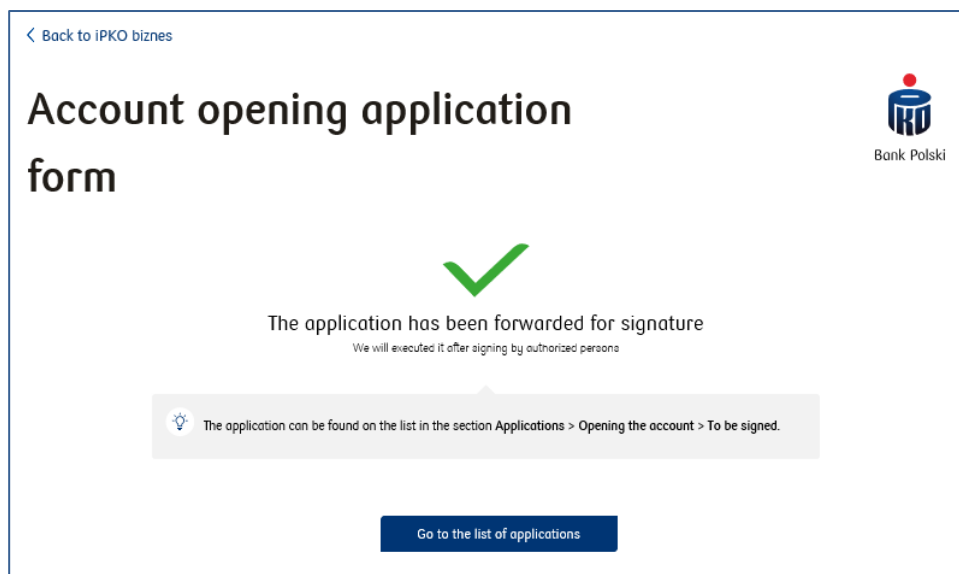 Back to iPKO biznes
Account opening application
form
PKO
Bank Polski
The application has been forwarded for signature
We will executed it after signing by authorized persons
The application can be found on the list in the section Applications > Opening the account > To be signed.
Go to the list of applications